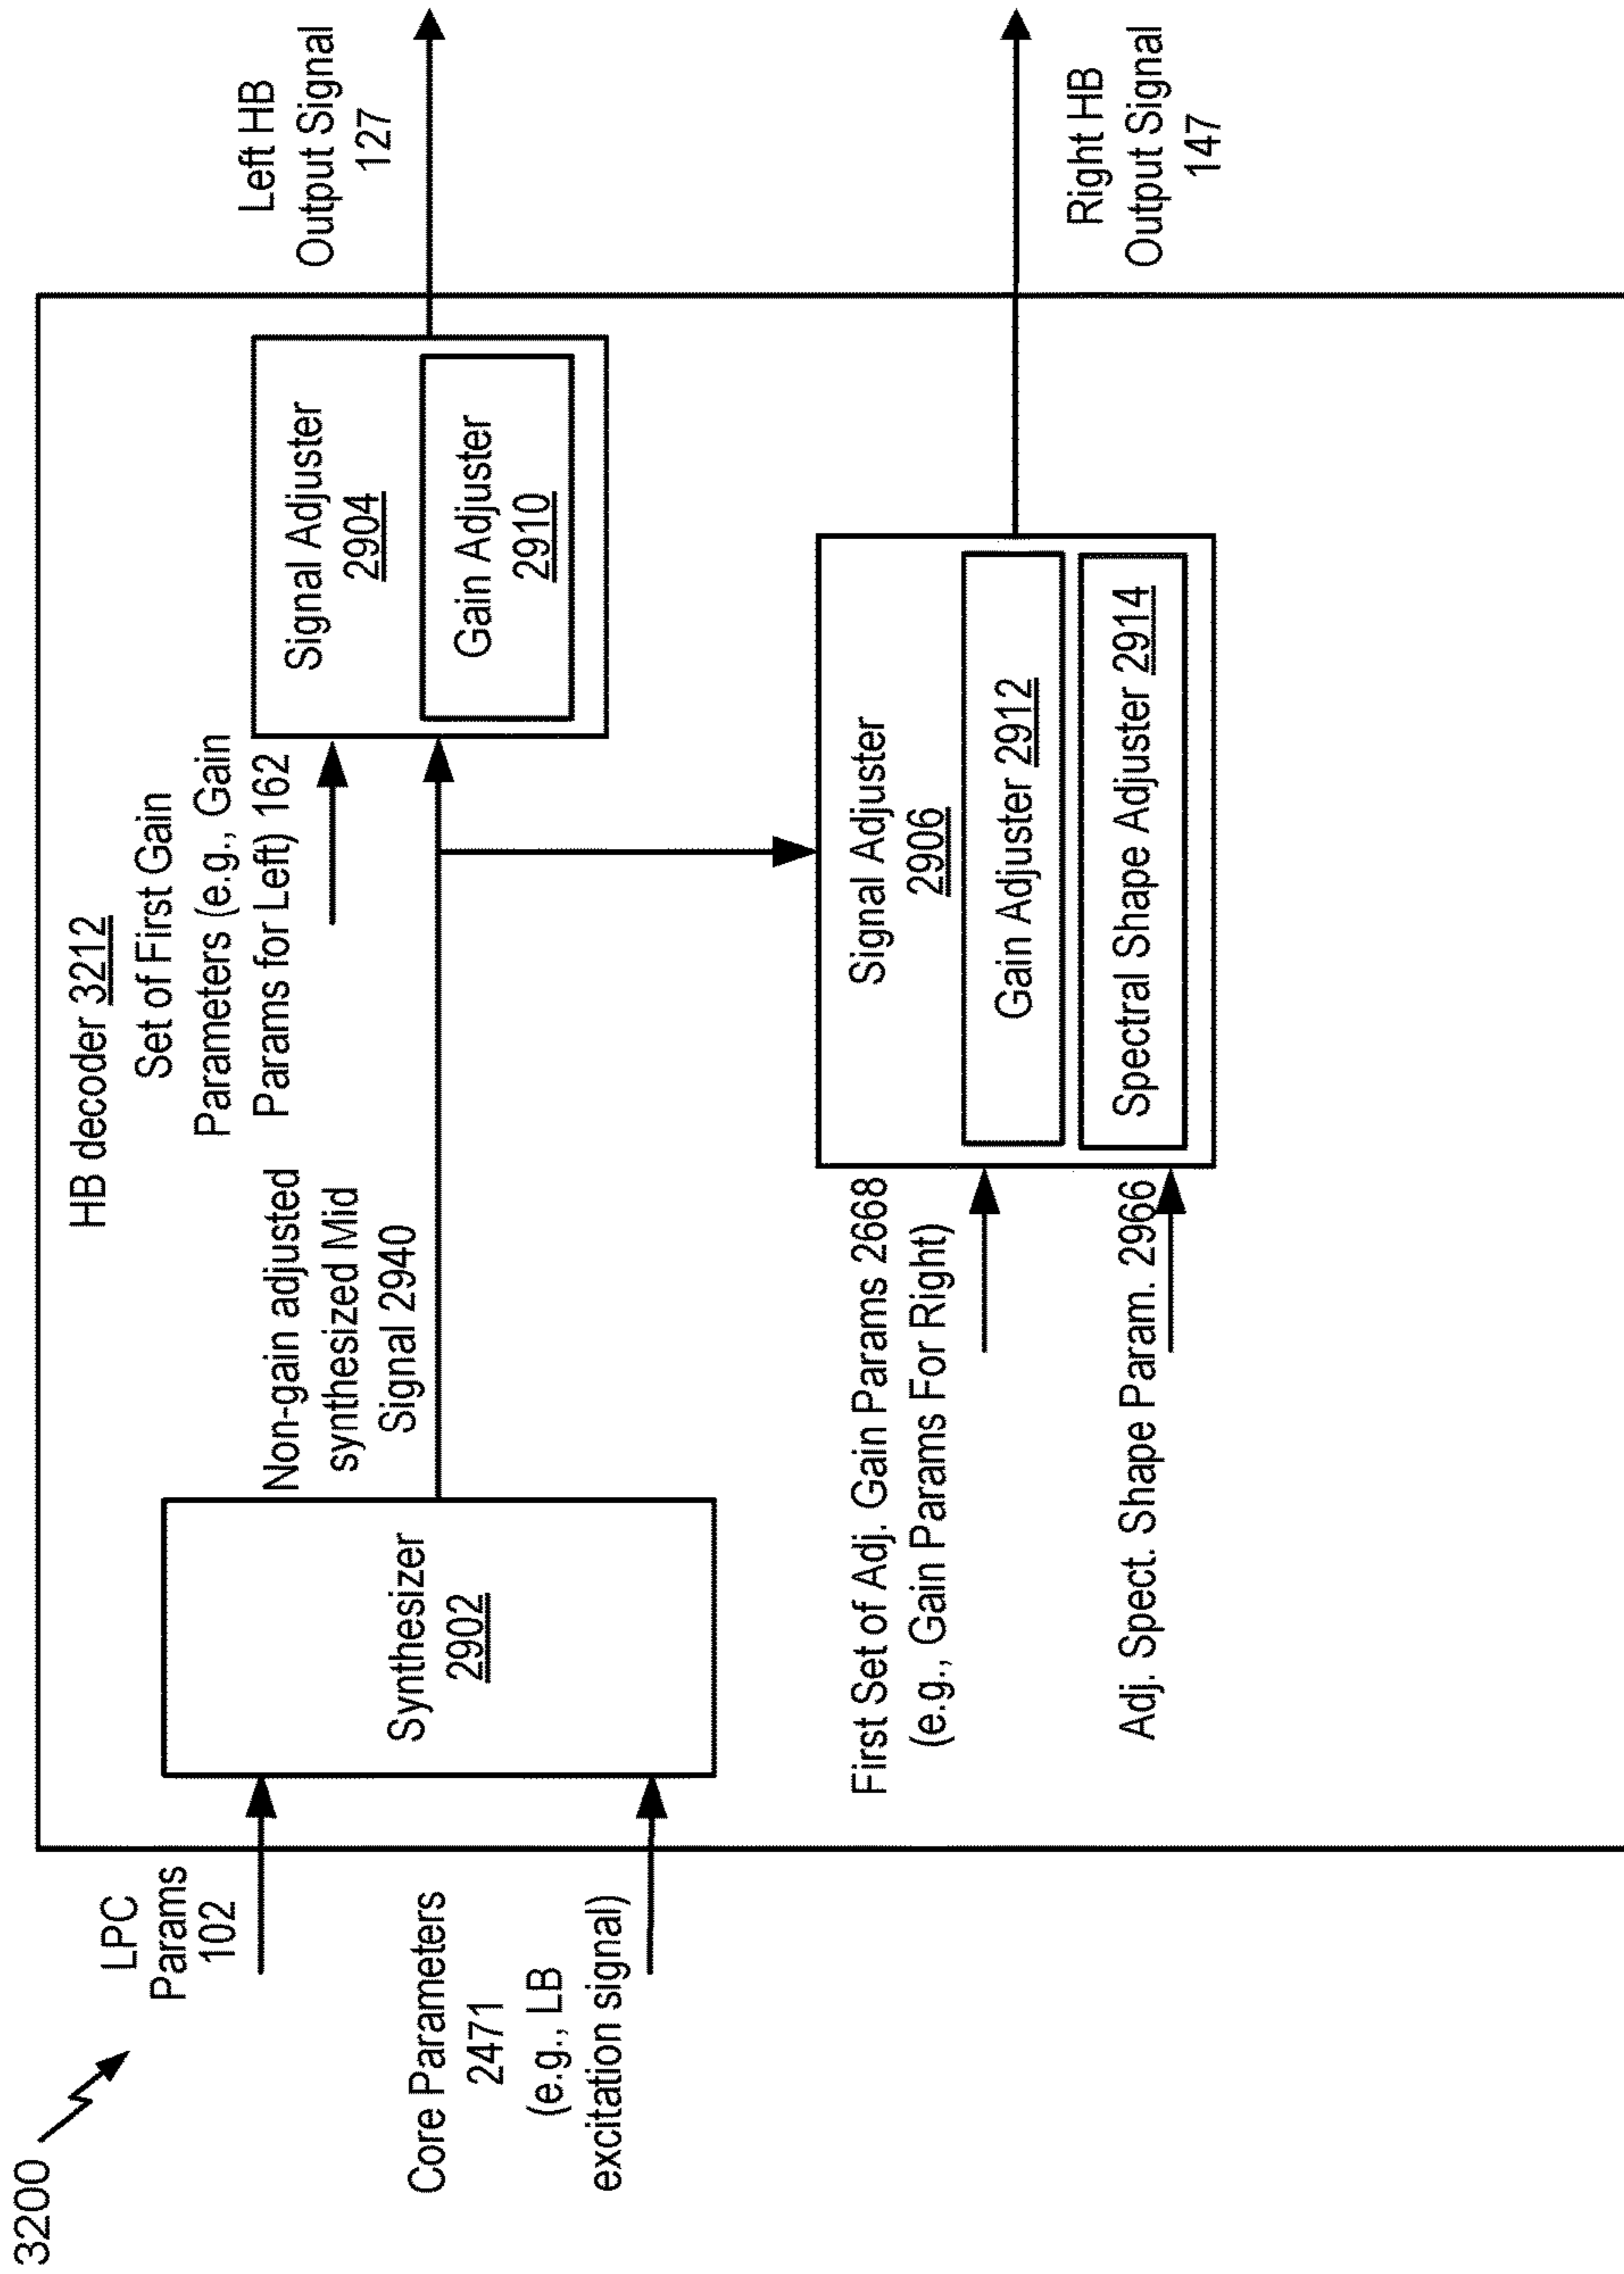 3200
LPC
Params
102
Core Parameters
2471
(e.g., LB
excitation signal)
HB decoder 3212
Synthesizer
2902
Non-gain adjusted
synthesized Mid
Signal 2940
Set of First Gain
Parameters (e.g., Gain
Params for Left) 162
Signal Adjuster
2904
Gain Adjuster
2910
Left HB
Output Signal
127
First Set of Adj. Gain Params 2668
(e.g., Gain Params For Right)
Adj. Spect. Shape Param. 2966
Signal Adjuster
2906
Gain Adjuster 2912
Spectral Shape Adjuster 2914
Right HB
Output Signal
147